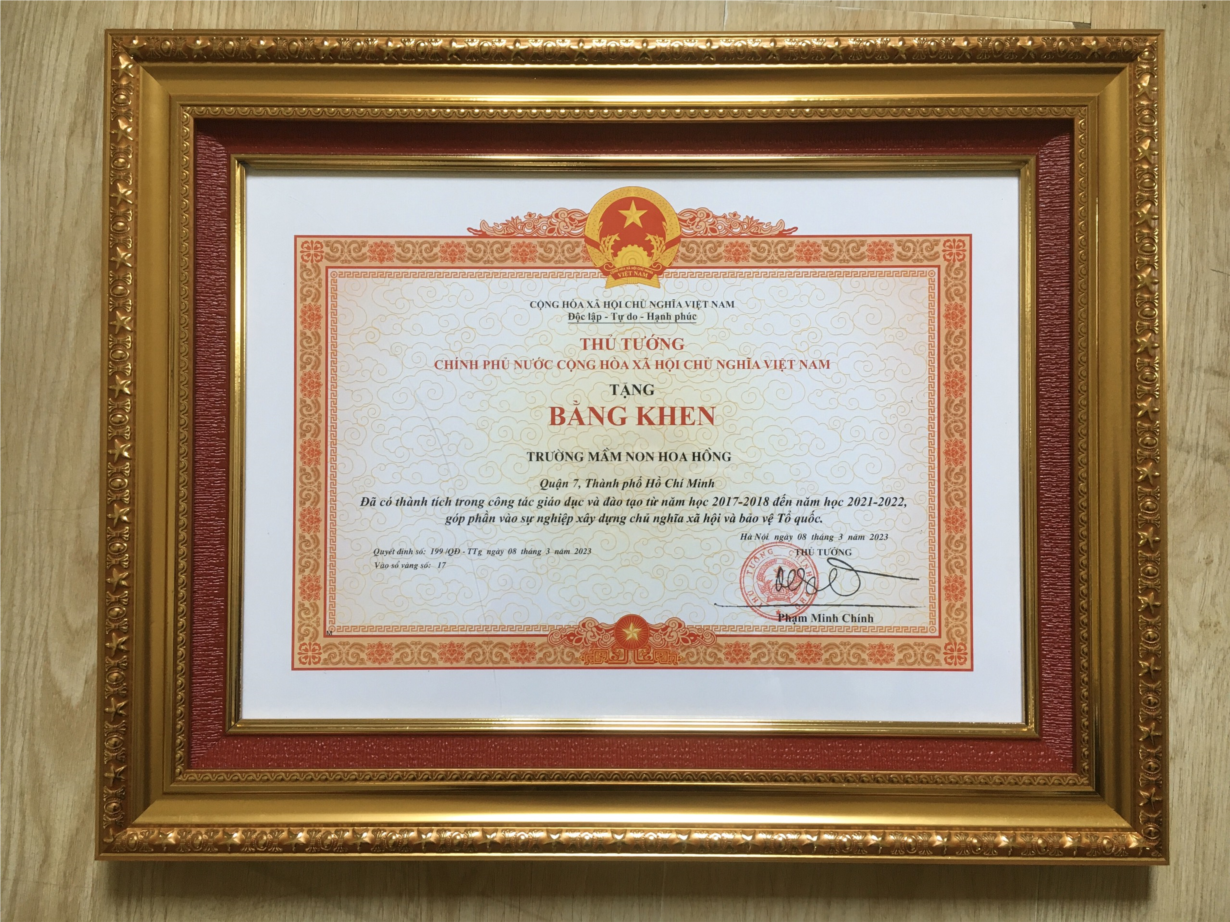 VIỆT NAM
CỘNG HÒA XÃ HỘI CHỦ NGHĨA VIỆT NAM
Độc lập - Tự do - Hạnh phúc
THỦ TƯỚNG
CHÍNH PHỦ NƯỚC CỘNG HÒA XÃ HỘI CHỦ NGHĨA VIỆT NAM
TẶNG
BẰNG KHEN
TRƯỜNG MẦM NON HOA HỒNG
Quận 7, Thành phố Hồ Chí Minh
Đã có thành tích trong công tác giáo dục và đào tạo từ năm học 2017-2018 đến năm học 2021-2022,
góp phần vào sự nghiệp xây dựng chủ nghĩa xã hội và bảo vệ Tổ quốc.
Hà Nội, ngày 08 tháng 3 năm 2023
Quyết định số: 199 /QĐ - TTg ngày 08 tháng 3 năm 2023
THỦ TƯỚNG
Vào sổ vàng số: 17
Phạm Minh Chính